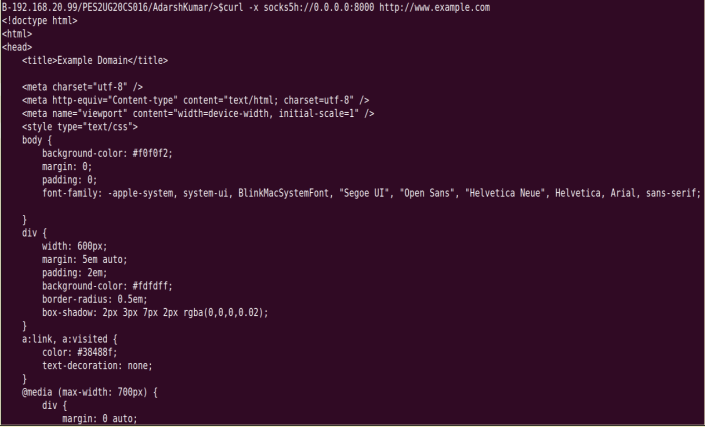 B-192.168.20.99/PES2UG20CS016/AdarshKumar/>$curl -x socks5h://0.0.0.0:8000 http://www.example.com
<!doctype html>
<html>
<head>
    <title>Example Domain</title>

    <meta charset="utf-8" />
    <meta http-equiv="Content-type" content="text/html; charset=utf-8" />
    <meta name="viewport" content="width=device-width, initial-scale=1" />
    <style type="text/css">
    body {
        background-color: #f0f0f2;
        margin: 0;
        padding: 0;
        font-family: -apple-system, system-ui, BlinkMacSystemFont, "Segoe UI", "Open Sans", "Helvetica Neue", Helvetica, Arial, sans-serif;

    }
    div {
        width: 600px;
        margin: 5em auto;
        padding: 2em;
        background-color: #fdfdff;
        border-radius: 0.5em;
        box-shadow: 2px 3px 7px 2px rgba(0,0,0,0.02);
    }
    a:link, a:visited {
        color: #38488f;
        text-decoration: none;
    }
    @media (max-width: 700px) {
        div {
            margin: 0 auto;